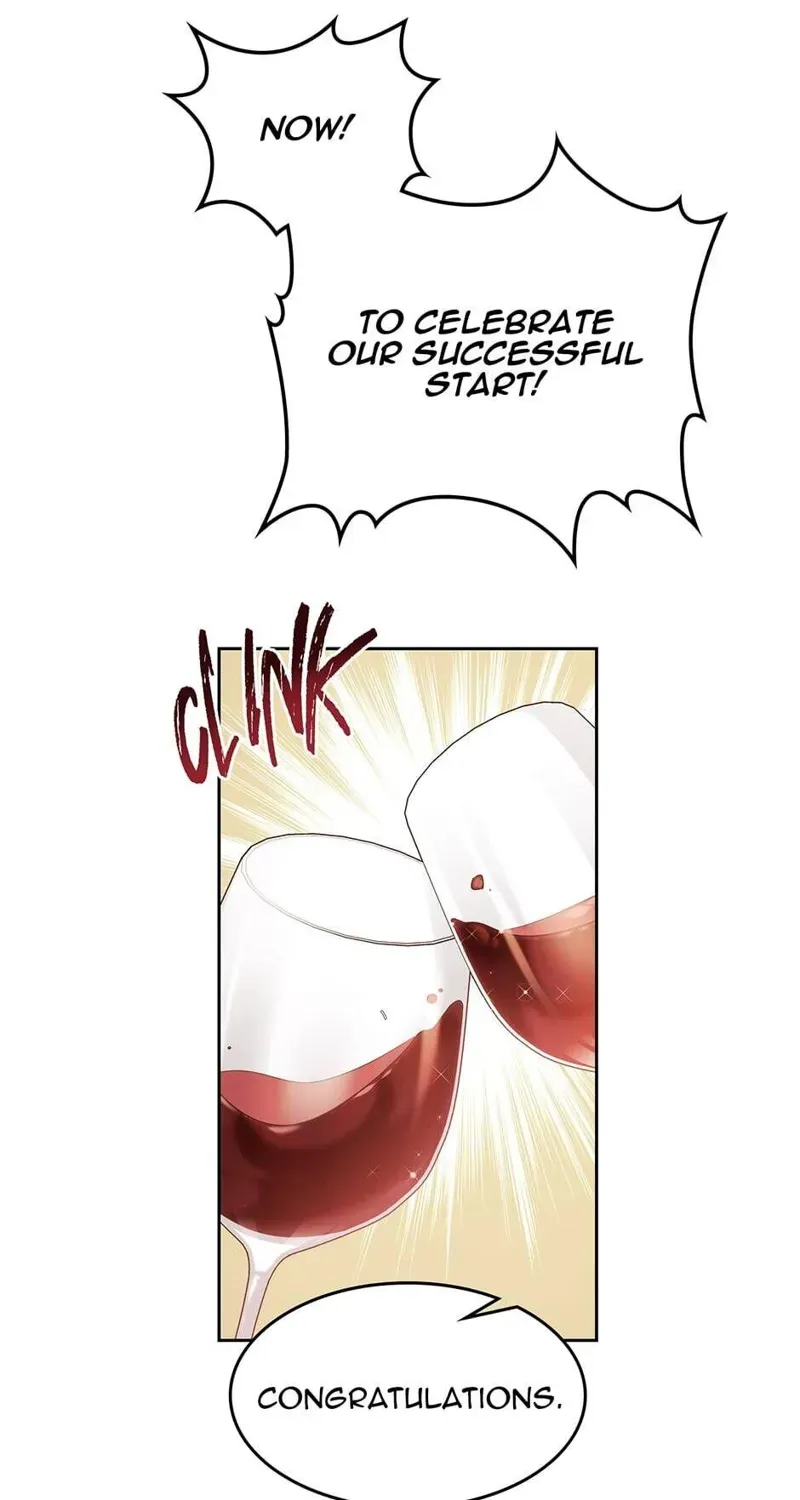 NOW!
TO CELEBRATE
OUR SUCCESSFUL
START!
CLINK
CONGRATULATIONS.